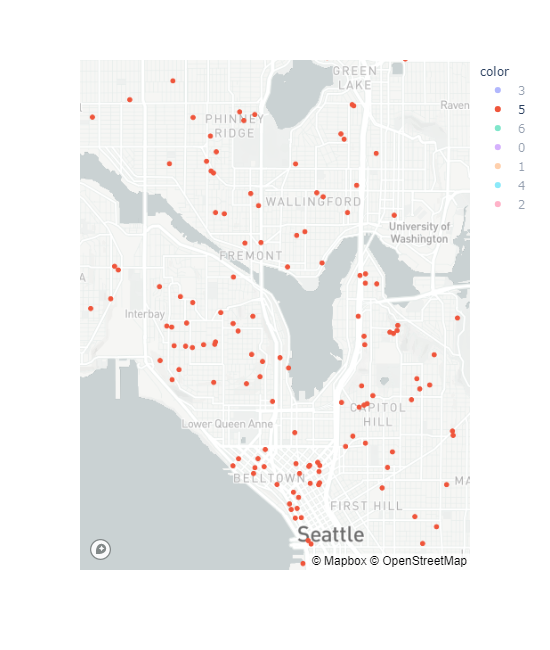 color
3
5
6
0
1
4
2
GREEN
LAKE
Raven
PHINNEY
RIDGE
WALLINGFORD
University of
Washington
FREMONT
A
Interbay
CAPITOL
HILL
Lower Queen Anne
BELLTOWN
MA
FIRST HILL
Seattle
© Mapbox © OpenStreetMap